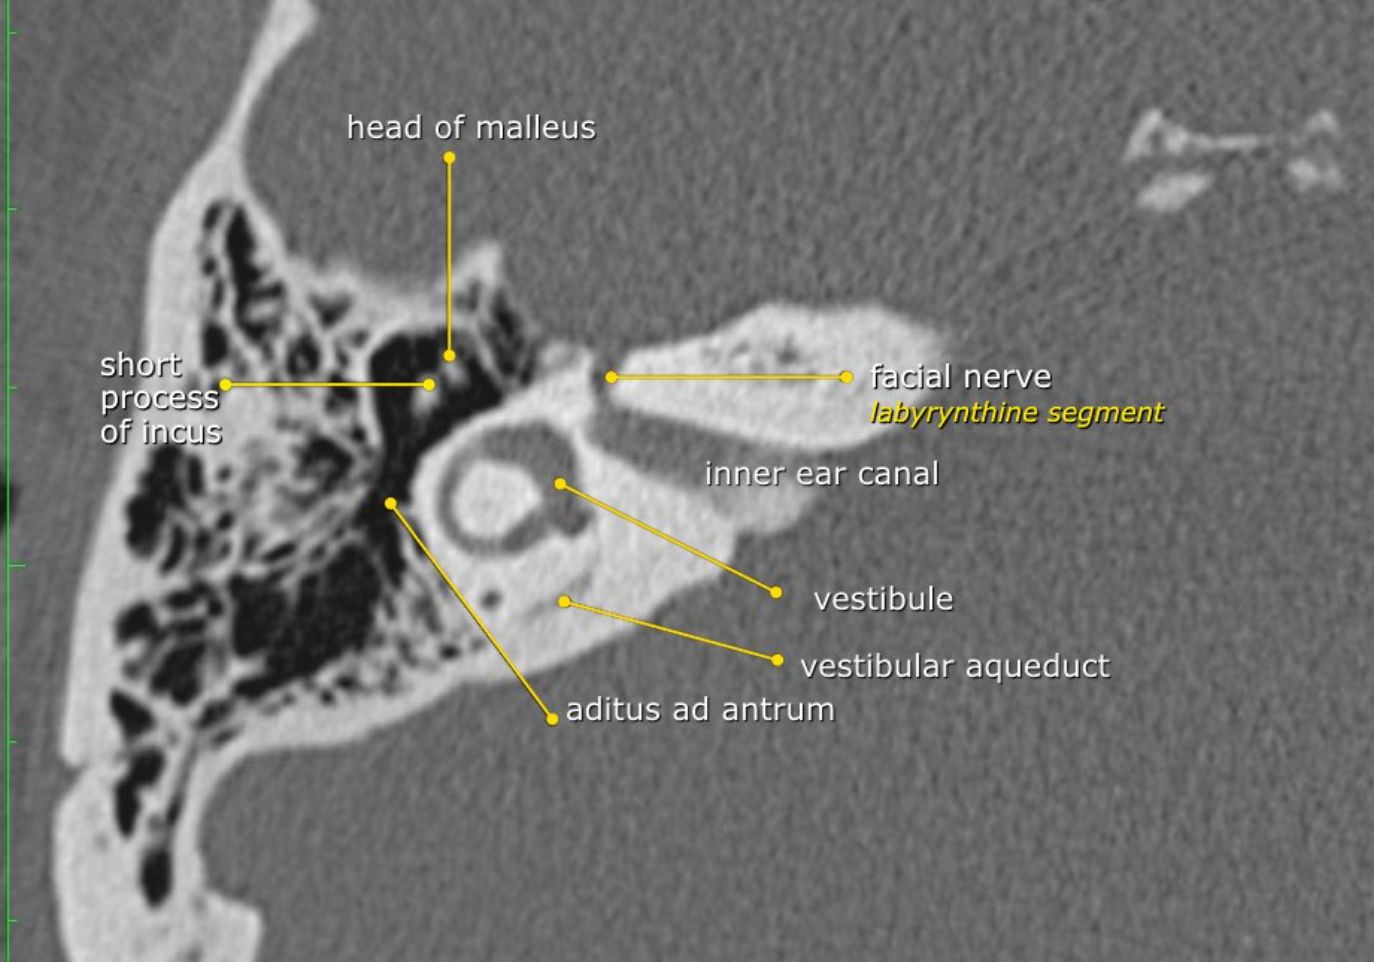 head of malleus
short
process
of incus
facial nerve
labyrynthine segment
inner ear canal
vestibule
vestibular aqueduct
aditus ad antrum